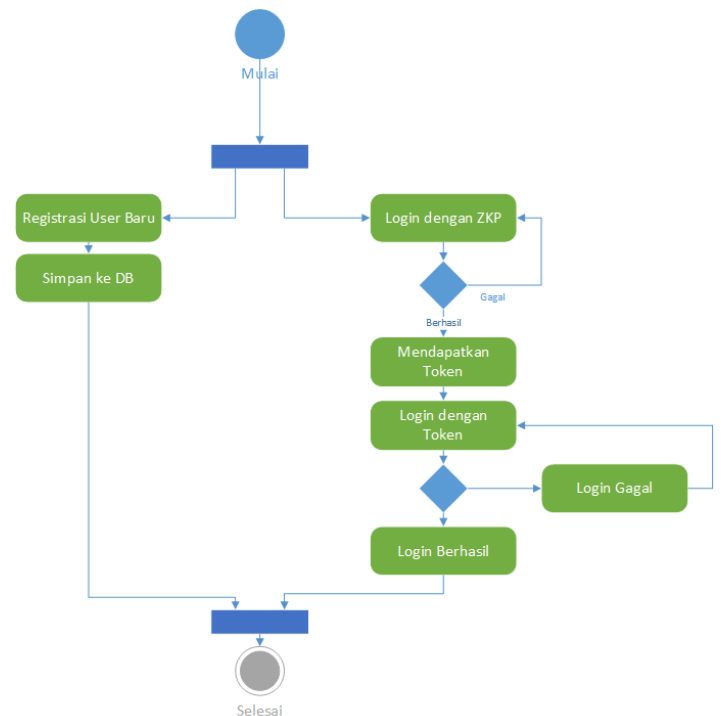 Mulai
Registrasi User Baru
Simpan ke DB
Login dengan ZKP
Gagal
Berhasil
Mendapatkan
Token
Login dengan
Token
Login Gagal
Login Berhasil
Selesai